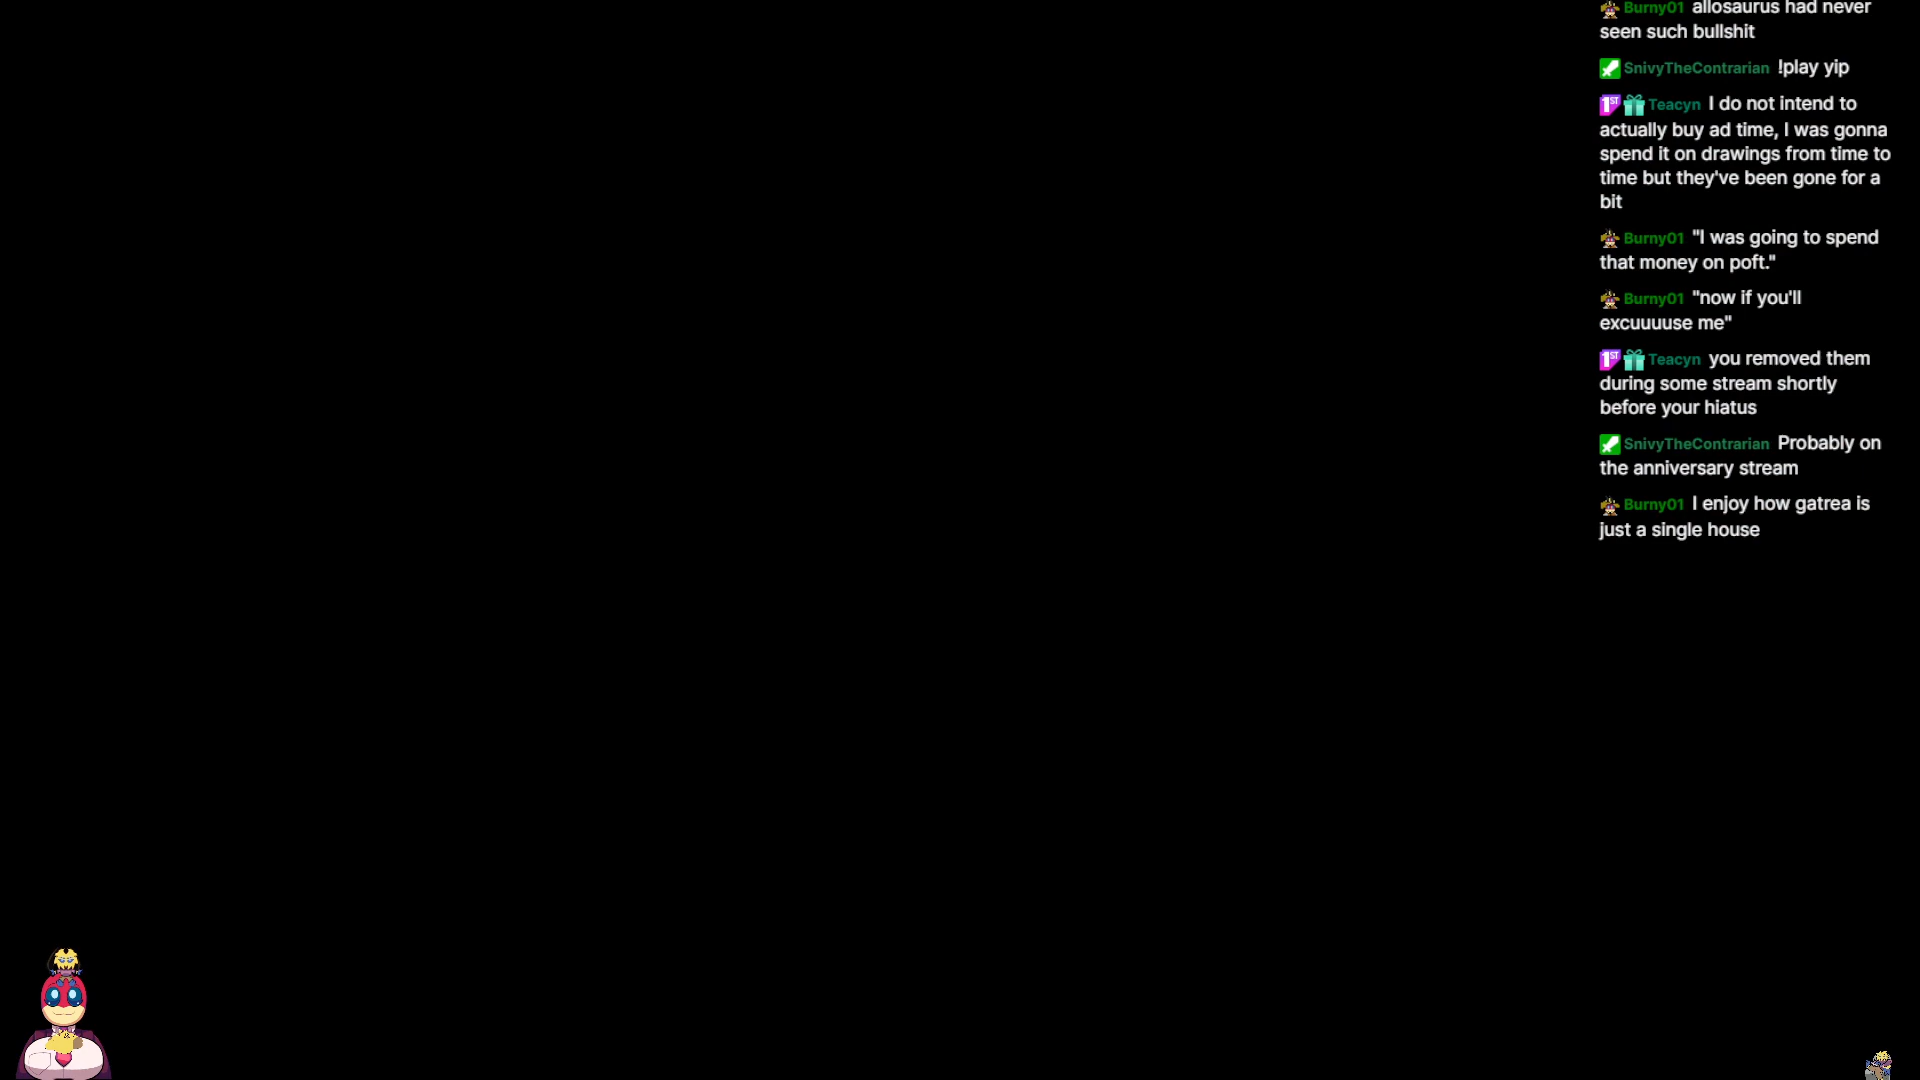 Burny01 allosaurus had never
seen such bullshit
SnivyTheContrarian !play yip
1ST Teacyn I do not intend to
actually buy ad time, I was gonna
spend it on drawings from time to
time but they've been gone for a
bit
Burny01 "I was going to spend
that money on poft."
Burny01 "now if you'll
excuuuuse me"
1ST Teacyn you removed them
during some stream shortly
before your hiatus
SnivyTheContrarian Probably on
the anniversary stream
Burny01 I enjoy how gatrea is
just a single house